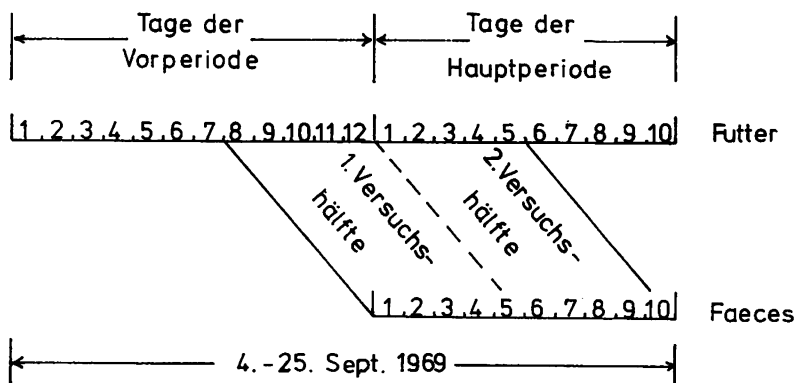 Tage der
Vorperiode
Tage der
Hauptperiode
1 . 2 . 3 . 4 . 5 . 6 . 7 . 8 . 9 . 10 . 11 . 12 1 . 2 . 3 . 4 . 5 . 6 . 7 . 8 . 9 . 10 Futter
1. Versuchs-
hälfte
2. Versuchs-
hälfte
1 . 2 . 3 . 4 . 5 . 6 . 7 . 8 . 9 . 10 Faeces
4. - 25. Sept. 1969